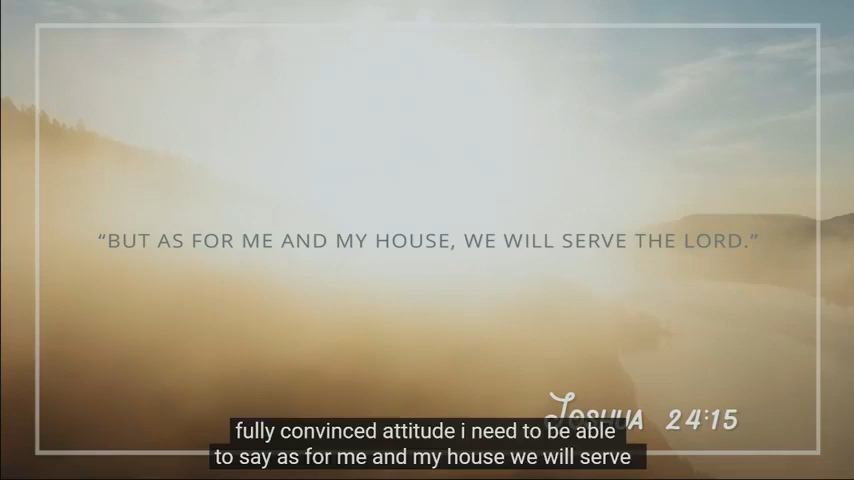 “BUT AS FOR ME AND MY HOUSE, WE WILL SERVE THE LORD.”
JOSHUA 24:15
fully convinced attitude i need to be able
to say as for me and my house we will serve